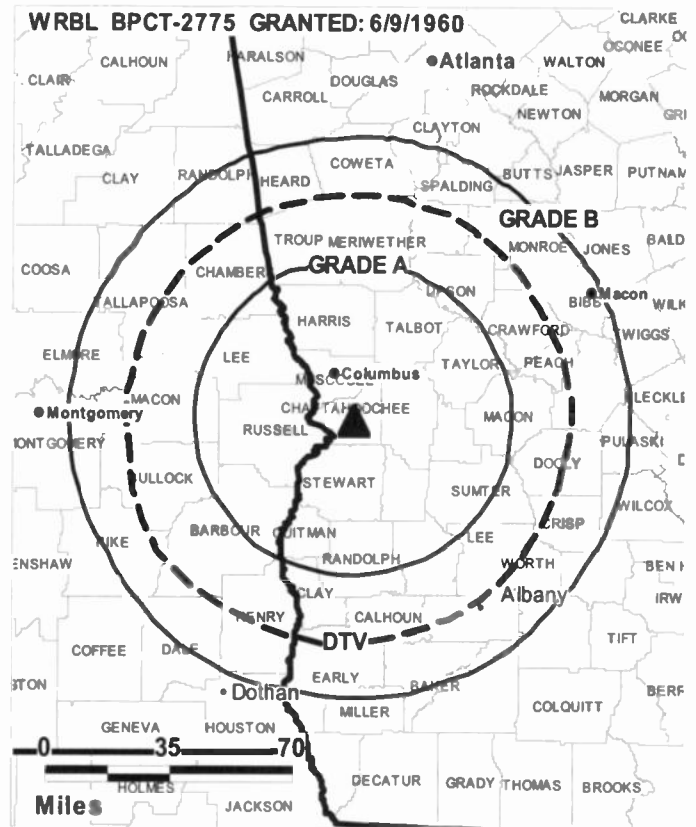 WRBL BPCT-2775 GRANTED: 6/9/1960
CLARKE
OCONEE
HARALSON
CALHOUN
Atlanta
WALTON
CLAIR
DOUGLAS
ROCKDALE
CARROLL
MORGAN
NEWTON
CLAYTON
TALLADEGA
COWETA
BUTTS
JASPER
PUTNAM
CLAY
RANDOLPH
HEARD
SPALDING
GRADE B
TROUP
MERIWETHER
MONROE
JONES
BALD
COOSA
CHAMBER
GRADE A
UPSON
Macon
TALLAPOOSA
BIBB
WILK
HARRIS
TALBOT
CRAWFORD
TWIGGS
ELMORE
LEE
TAYLOR
PEACH
Columbus
MACON
CHATTAHOOCHEE
LECKLE
Montgomery
MACON
RUSSELL
PULASKI
DOOLY
BULLOCK
STEWART
SUMTER
WILCOX
CRISP
BARBOUR
QUITMAN
LEE
PIKE
RANDOLPH
ENSHAW
WORTH
BEN H
CLAY
Albany
IRW
HENRY
CALHOUN
DTV
TIFT
COFFEE
DALE
EARLY
BAKER
Dothan
MILLER
COLQUITT
GENEVA
HOUSTON
0 35 70
DECATUR
GRADY
THOMAS
BROOKS
HOLMES
Miles
JACKSON